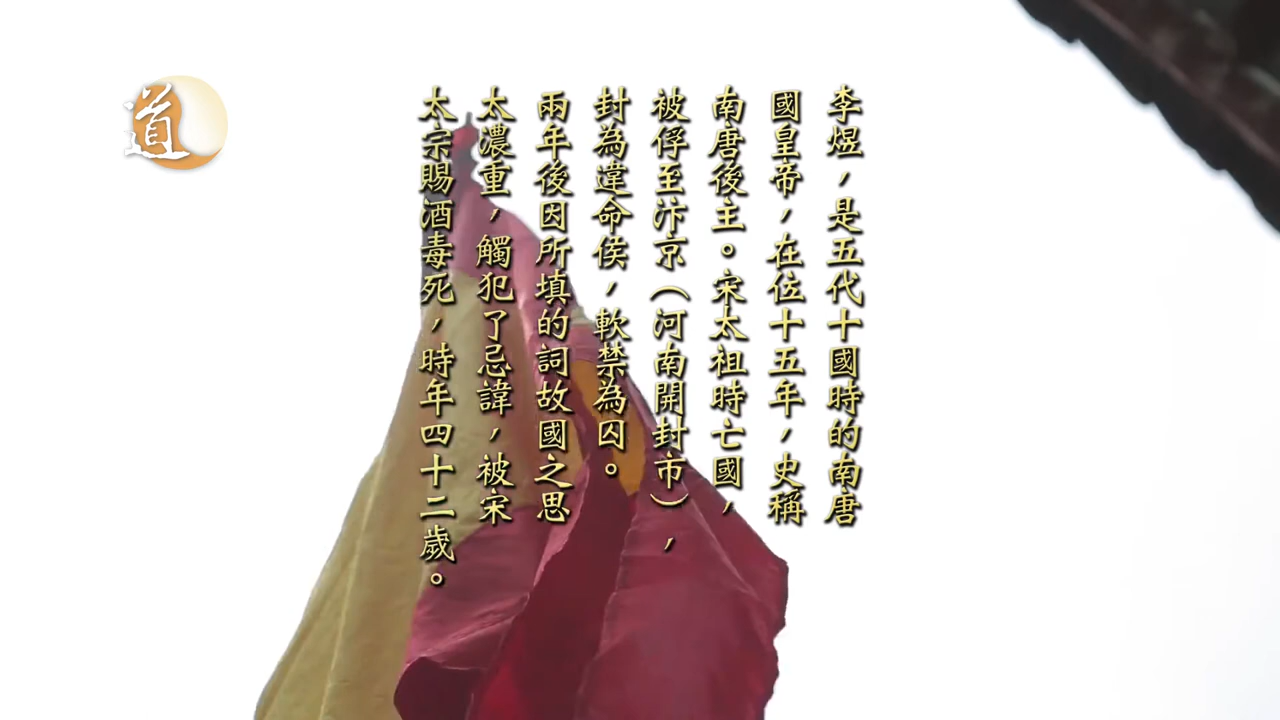 道
李煜，是五代十國時的南唐
國皇帝，在位十五年，史稱
南唐後主。宋太祖時亡國，
被俘至汴京（河南開封市），
封為違命侯，軟禁為囚。
兩年後因所填的詞故國之思
太濃重，觸犯了忌諱，被宋
太宗賜酒毒死，時年四十二歲。